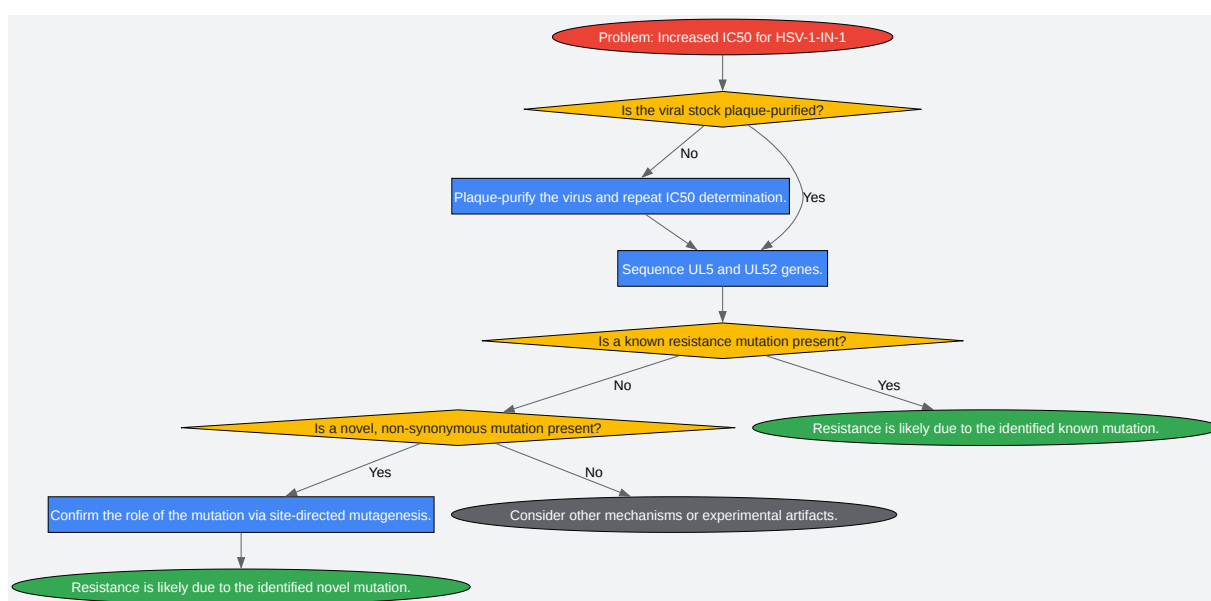 Problem: Increased IC50 for HSV-1-IN-1
Is the viral stock plaque-purified?
No
Plaque-purify the virus and repeat IC50 determination.
Yes
Sequence UL5 and UL52 genes.
Is a known resistance mutation present?
No
Yes
Is a novel, non-synonymous mutation present?
Resistance is likely due to the identified known mutation.
Yes
No
Confirm the role of the mutation via site-directed mutagenesis.
Consider other mechanisms or experimental artifacts.
Resistance is likely due to the identified novel mutation.